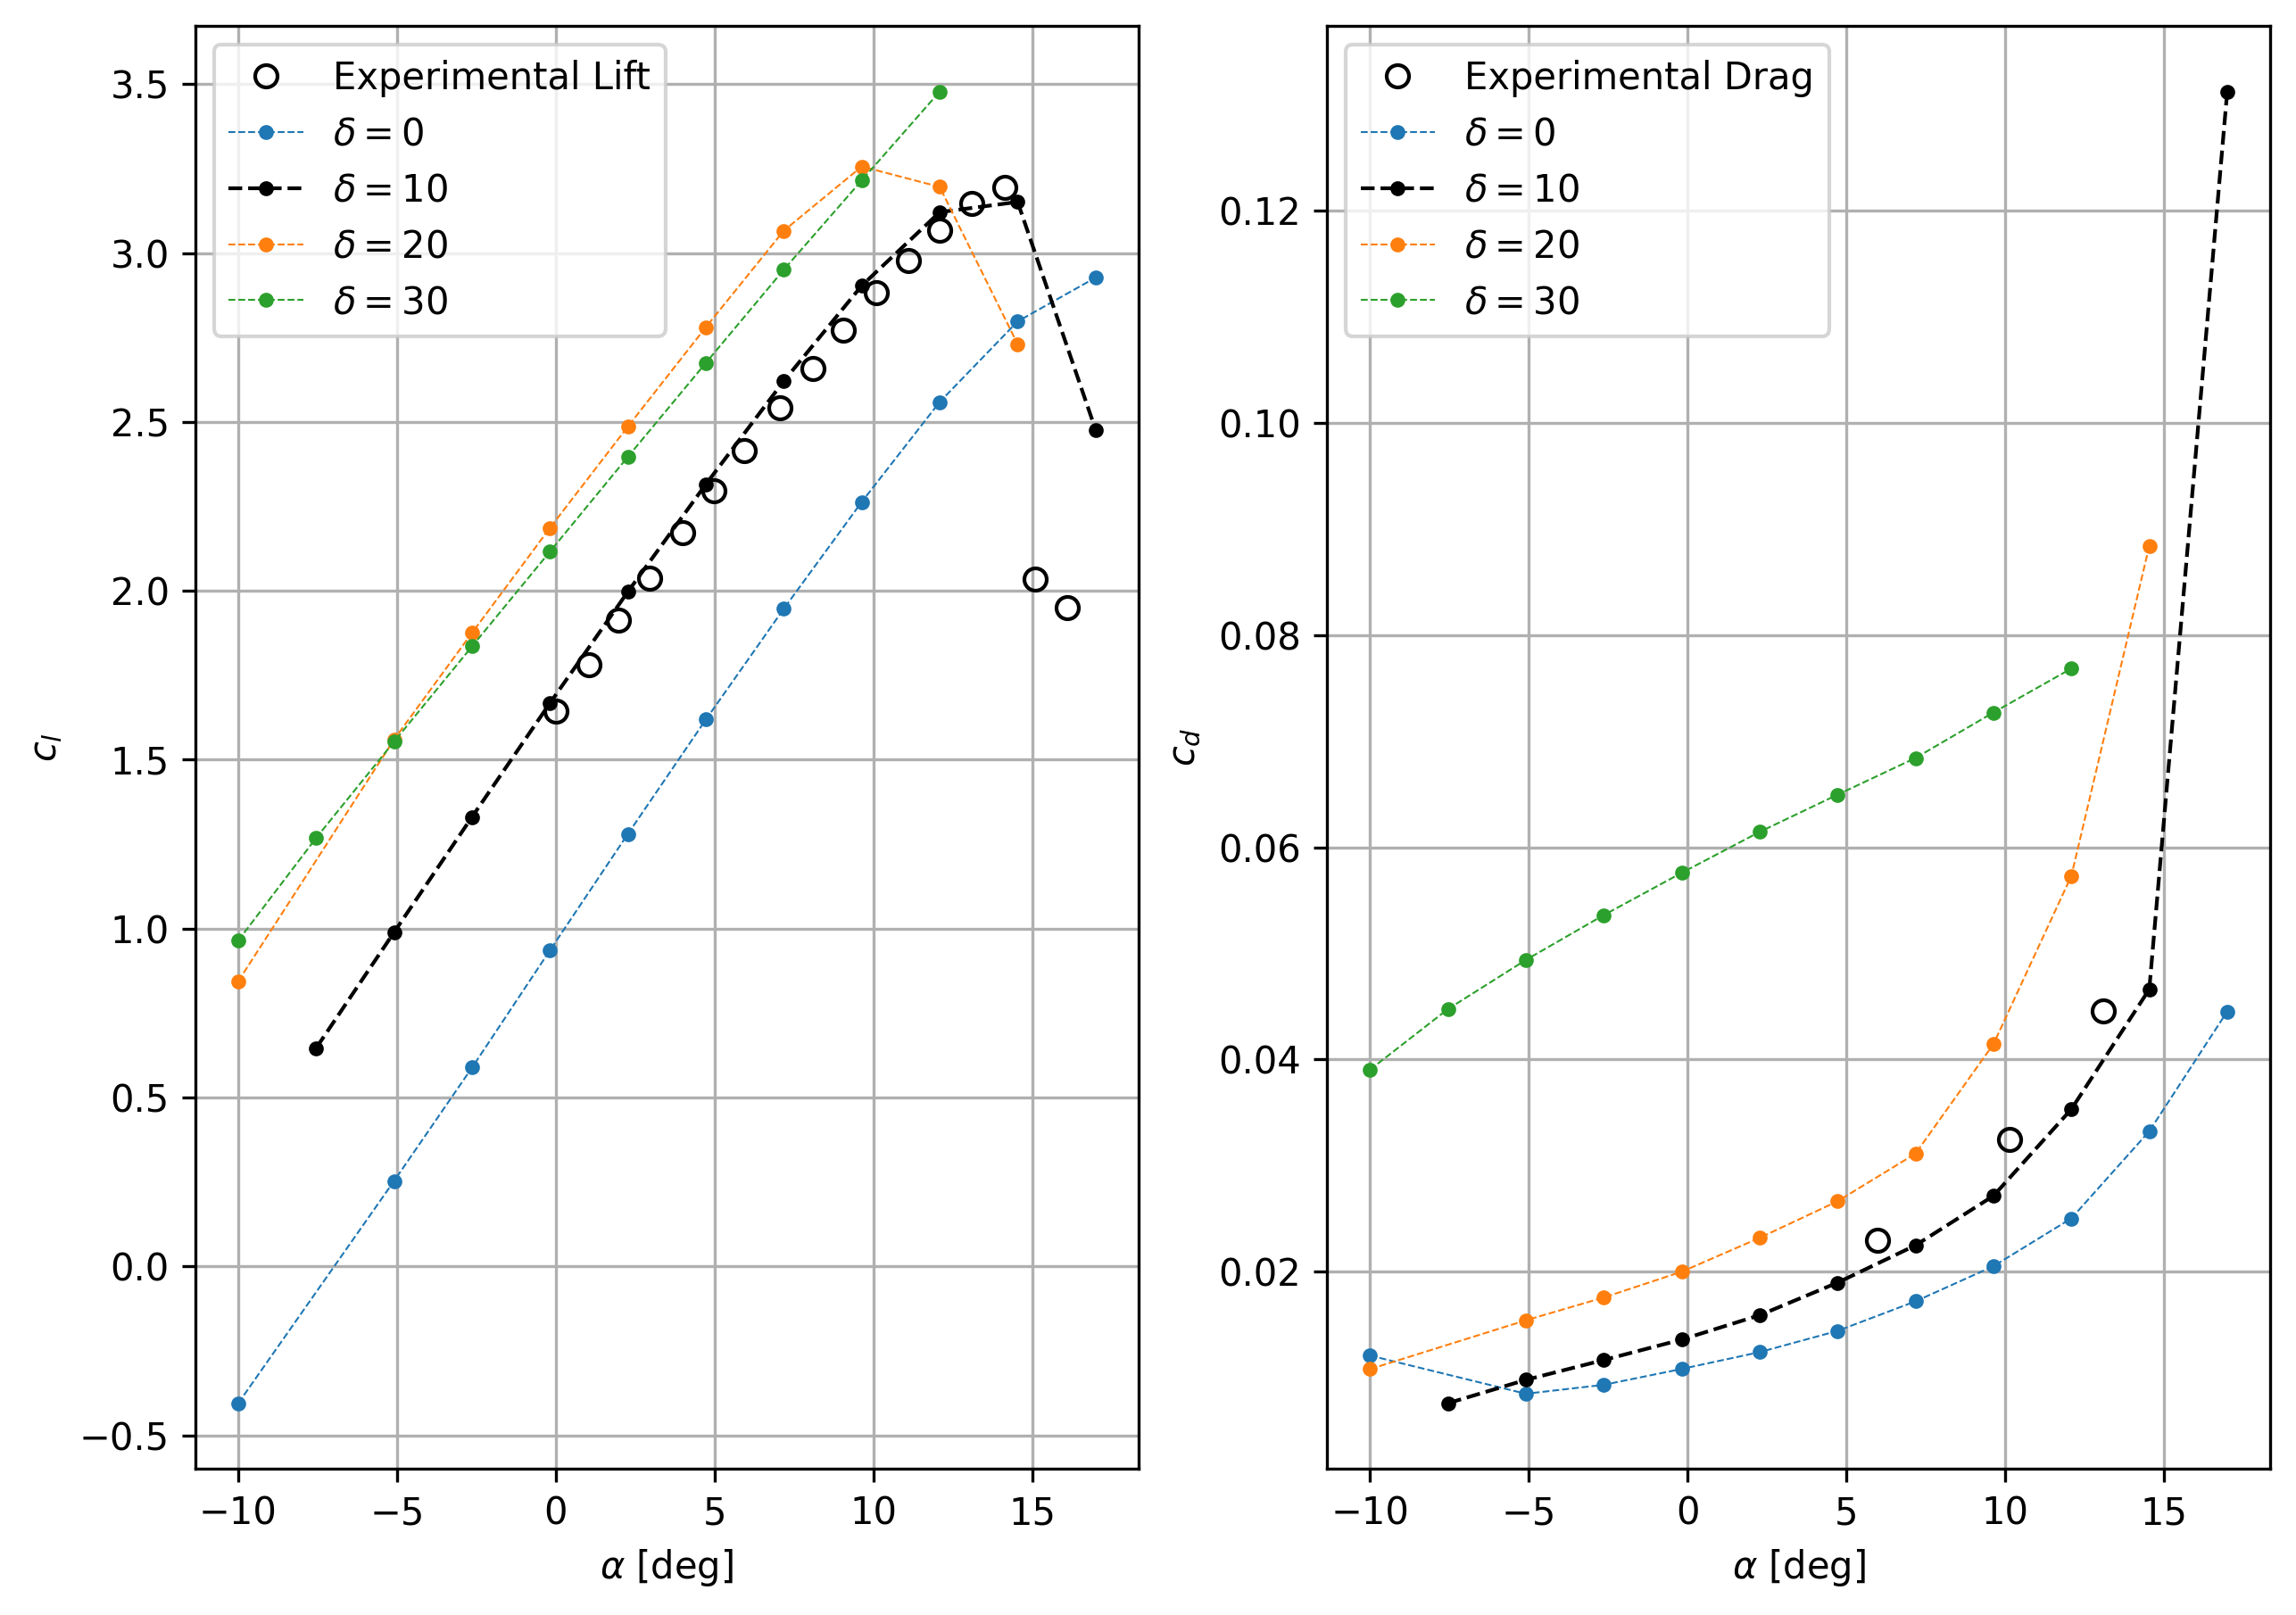 Experimental Lift
δ = 0
δ = 10
δ = 20
δ = 30
3.5
3.0
2.5
2.0
1.5
1.0
0.5
0.0
−0.5
c_l
−10 −5 0 5 10 15
α [deg]
Experimental Drag
δ = 0
δ = 10
δ = 20
δ = 30
0.12
0.10
0.08
0.06
0.04
0.02
c_d
−10 −5 0 5 10 15
α [deg]